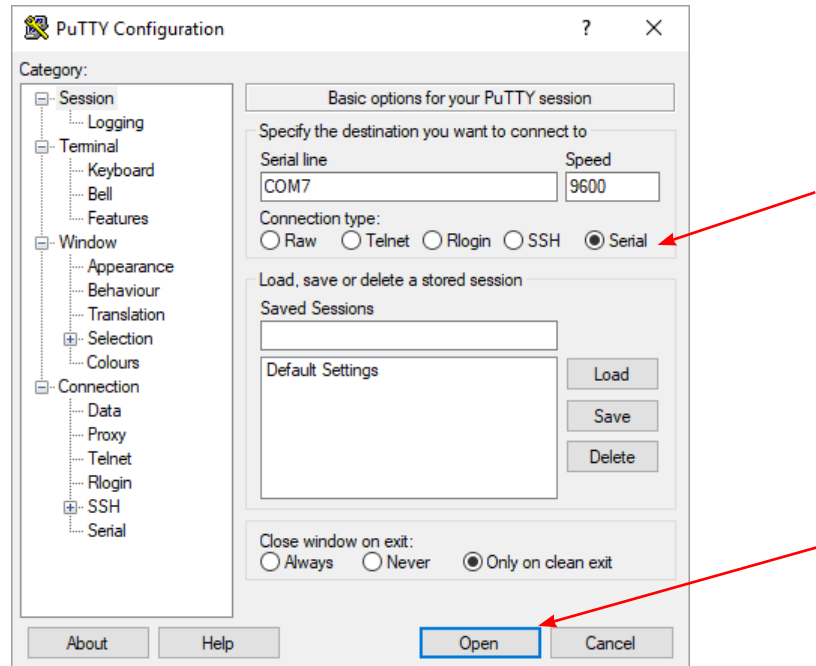 PuTTY Configuration
?
Category:
Session
Logging
Terminal
Keyboard
Bell
Features
Window
Appearance
Behaviour
Translation
Selection
Colours
Connection
Data
Proxy
Telnet
Rlogin
SSH
Serial
Basic options for your PuTTY session
Specify the destination you want to connect to
Serial line Speed
COM7 9600
Connection type:
Raw Telnet Rlogin SSH Serial
Load, save or delete a stored session
Saved Sessions
Default Settings
Load
Save
Delete
Close window on exit:
Always Never Only on clean exit
About Help Open Cancel